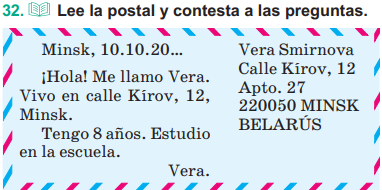 32. Lee la postal y contesta a las preguntas.
Minsk, 10.10.20...
¡Hola! Me llamo Vera.
Vivo en calle Kírov, 12,
Minsk.
Tengo 8 años. Estudio
en la escuela.
Vera.
Vera Smirnova
Calle Kírov, 12
Apto. 27
220050 MINSK
BELARÚS